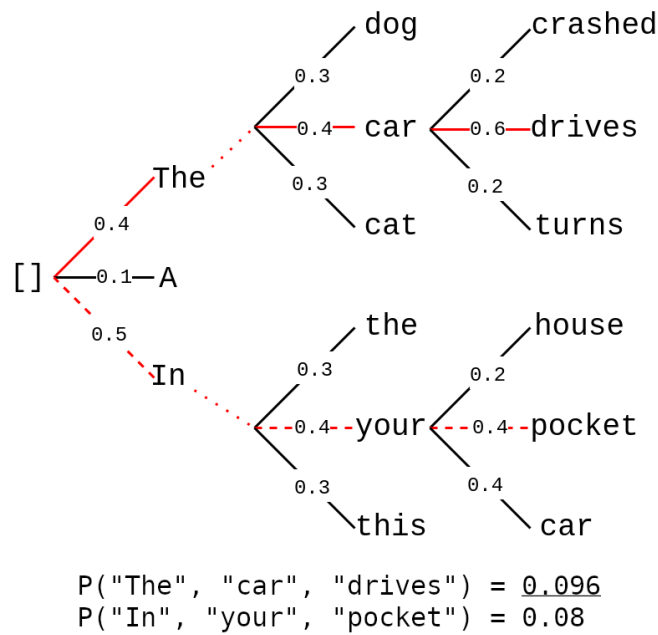 dog crashed
0.3 0.2
0.4 car 0.6 drives
The 0.3 0.2
0.4 cat turns
[] 0.1 A
0.5 the house
In 0.3 0.2
0.4 your 0.4 pocket
0.3 0.4
this car
P("The", "car", "drives") = 0.096
P("In", "your", "pocket") = 0.08